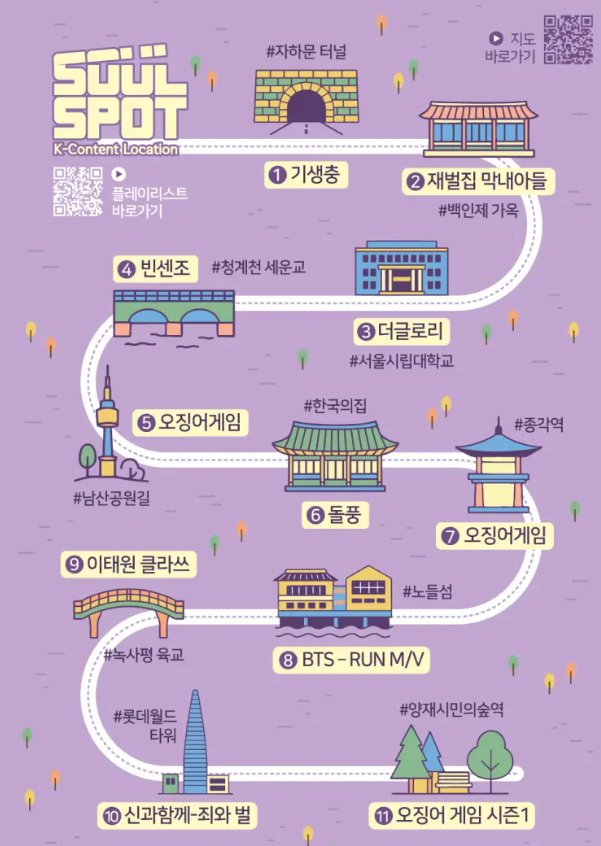 SOUL
SPOT
K-Content Location
플레이리스트
바로가기
지도
바로가기
#자하문 터널
1 기생충
2 재벌집 막내아들
#백인제 가옥
3 더글로리
#서울시립대학교
4 빈센조
#청계천 세운교
5 오징어게임
#남산공원길
#한국의집
6 돌풍
#종각역
7 오징어게임
#노들섬
8 BTS – RUN M/V
9 이태원 클라쓰
#녹사평 육교
#롯데월드
타워
10 신과함께-죄와 벌
#양재시민의숲역
11 오징어 게임 시즌1